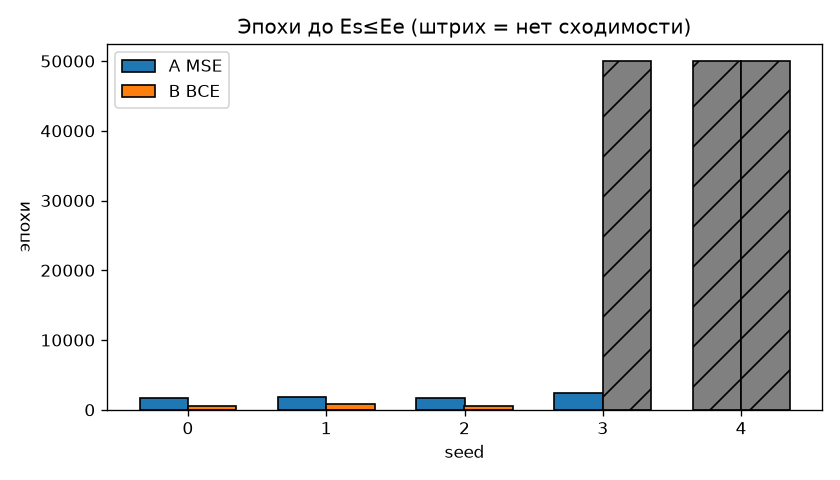 Эпохи до Es≤Ee (штрих = нет сходимости)
A MSE
B BCE
эпохи
50000
40000
30000
20000
10000
0
0 1 2 3 4
seed